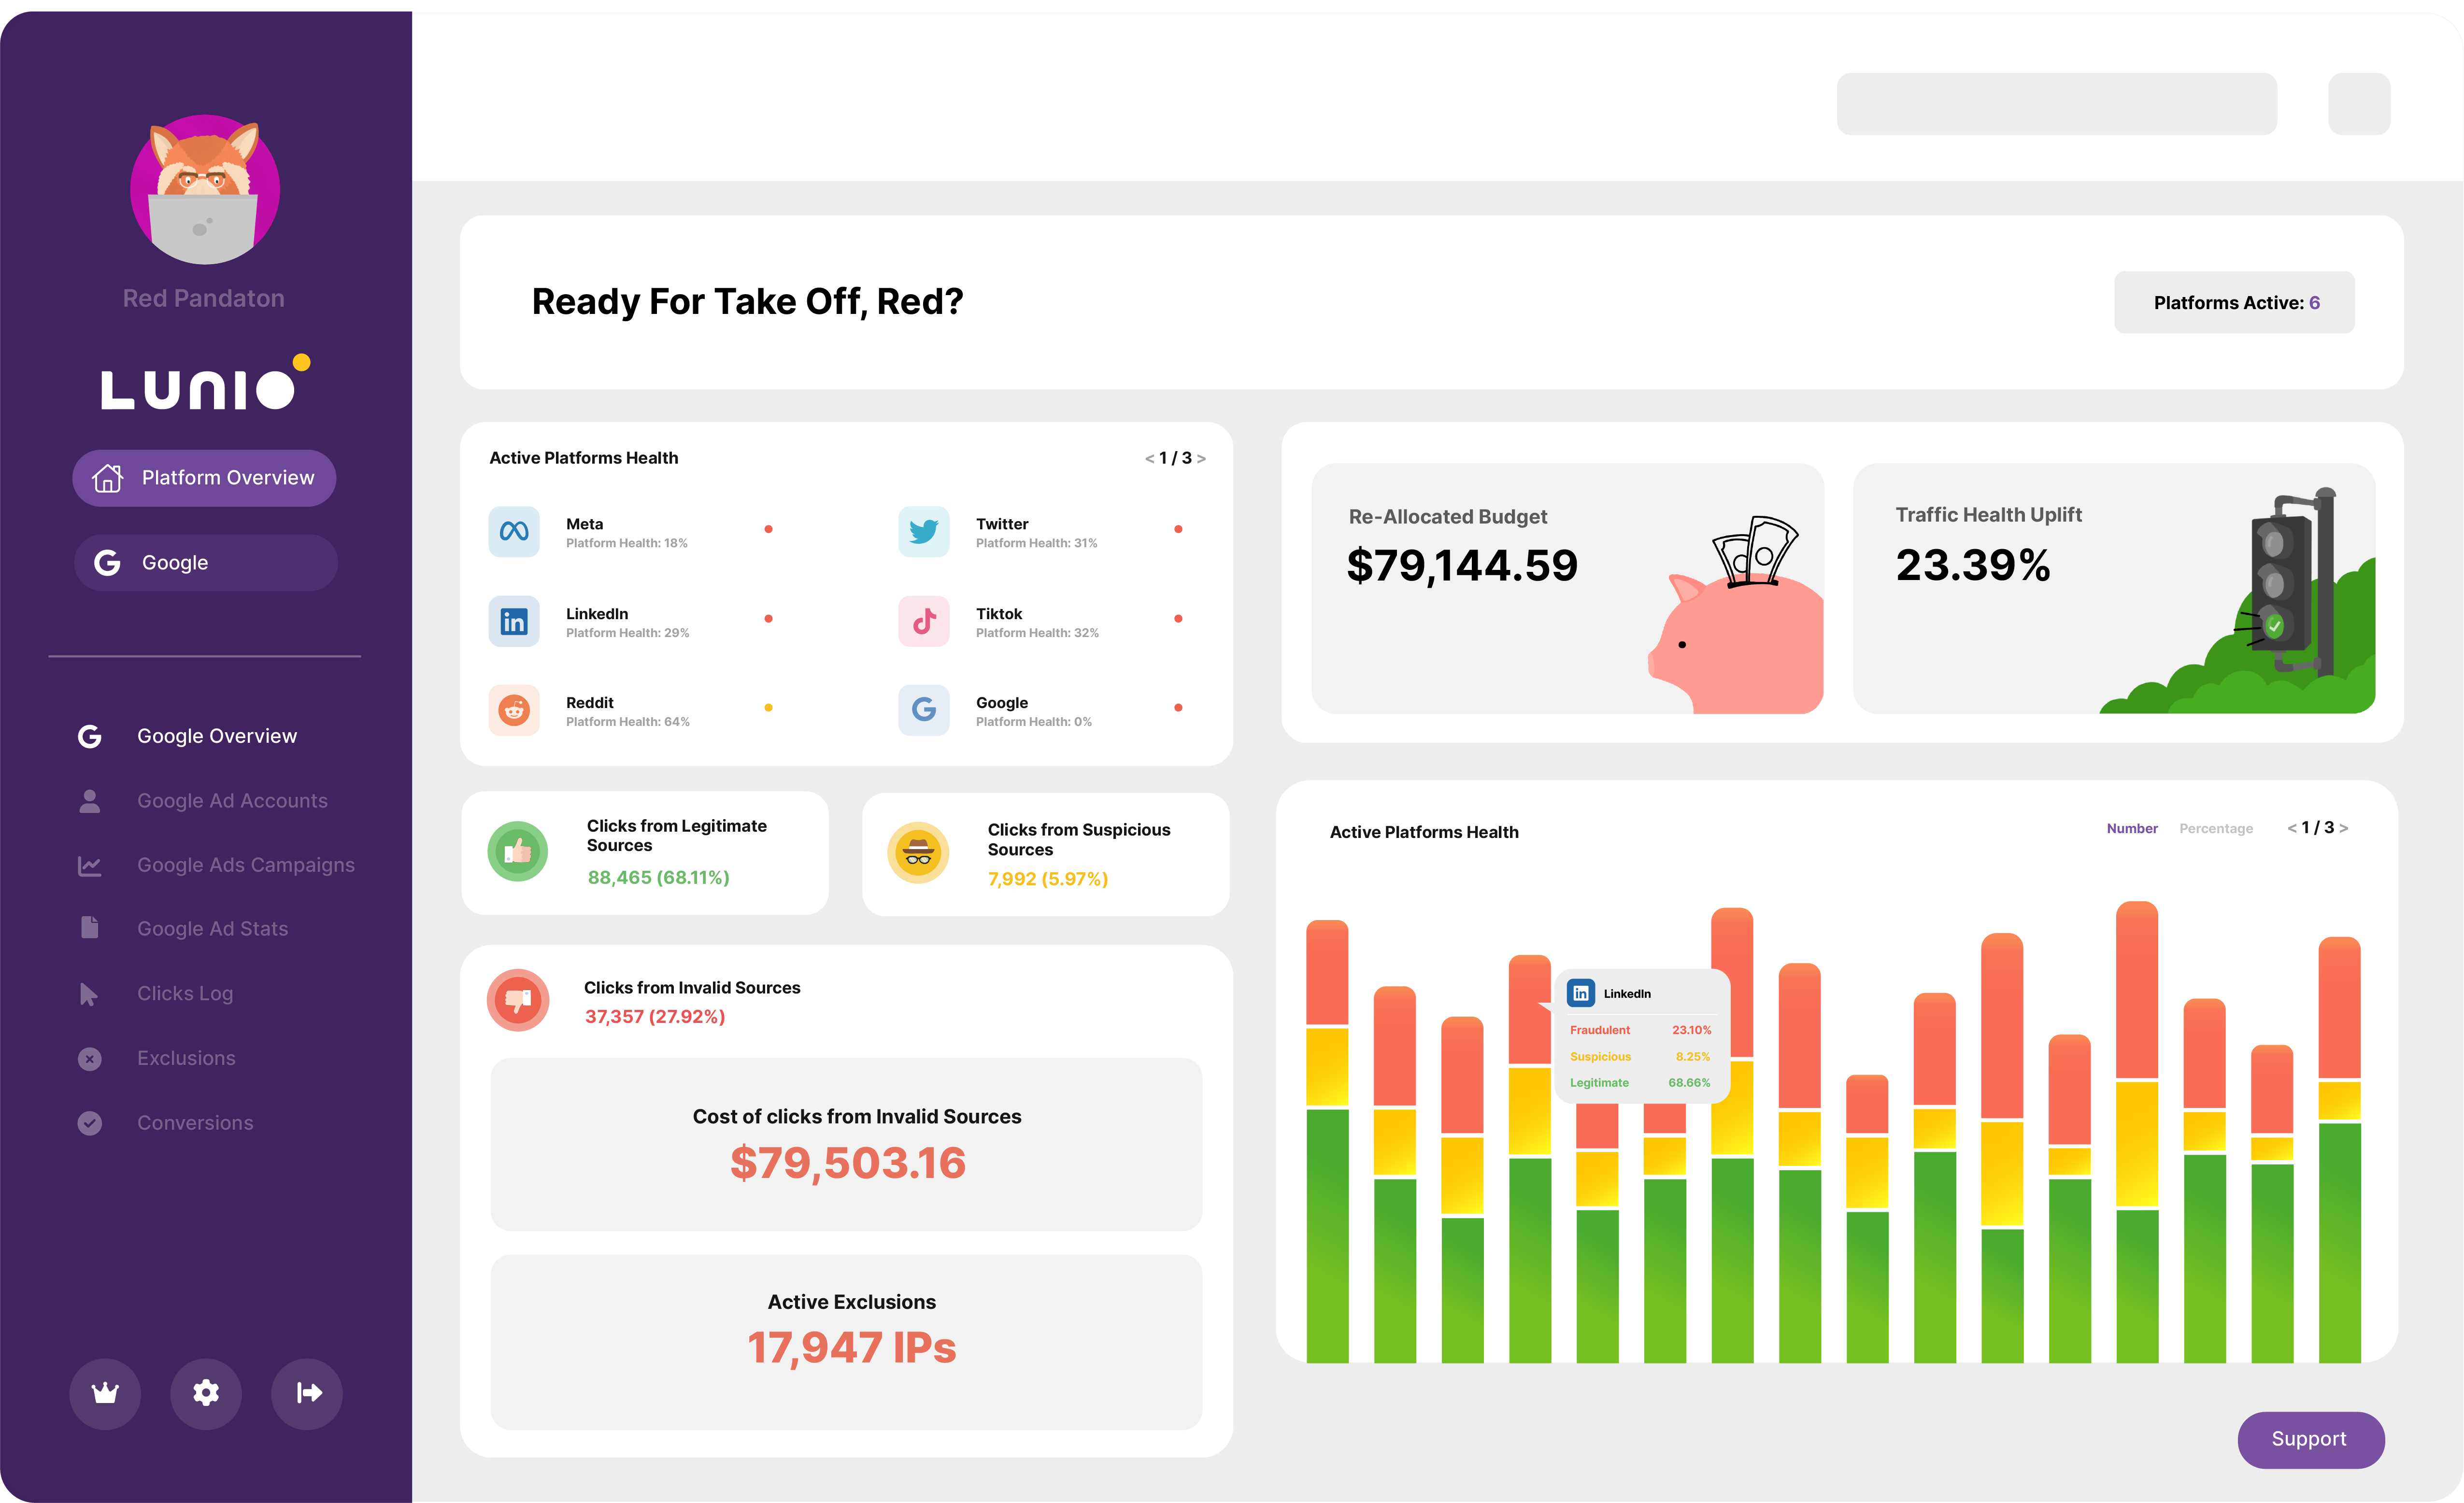 Red Pandaton
LUNIO
Platform Overview
Google
Google Overview
Google Ad Accounts
Google Ads Campaigns
Google Ad Stats
Clicks Log
Exclusions
Conversions
Ready For Take Off, Red?
Platforms Active: 6
Active Platforms Health
< 1 / 3 >
Meta
Platform Health: 18%
Twitter
Platform Health: 31%
LinkedIn
Platform Health: 29%
Tiktok
Platform Health: 32%
Reddit
Platform Health: 64%
Google
Platform Health: 0%
Re-Allocated Budget
$79,144.59
Traffic Health Uplift
23.39%
Clicks from Legitimate
Sources
88,465 (68.11%)
Clicks from Suspicious
Sources
7,992 (5.97%)
Clicks from Invalid Sources
37,357 (27.92%)
Cost of clicks from Invalid Sources
$79,503.16
Active Exclusions
17,947 IPs
Active Platforms Health
Number Percentage < 1 / 3 >
in LinkedIn
Fraudulent 23.10%
Suspicious 8.25%
Legitimate 68.66%
Support